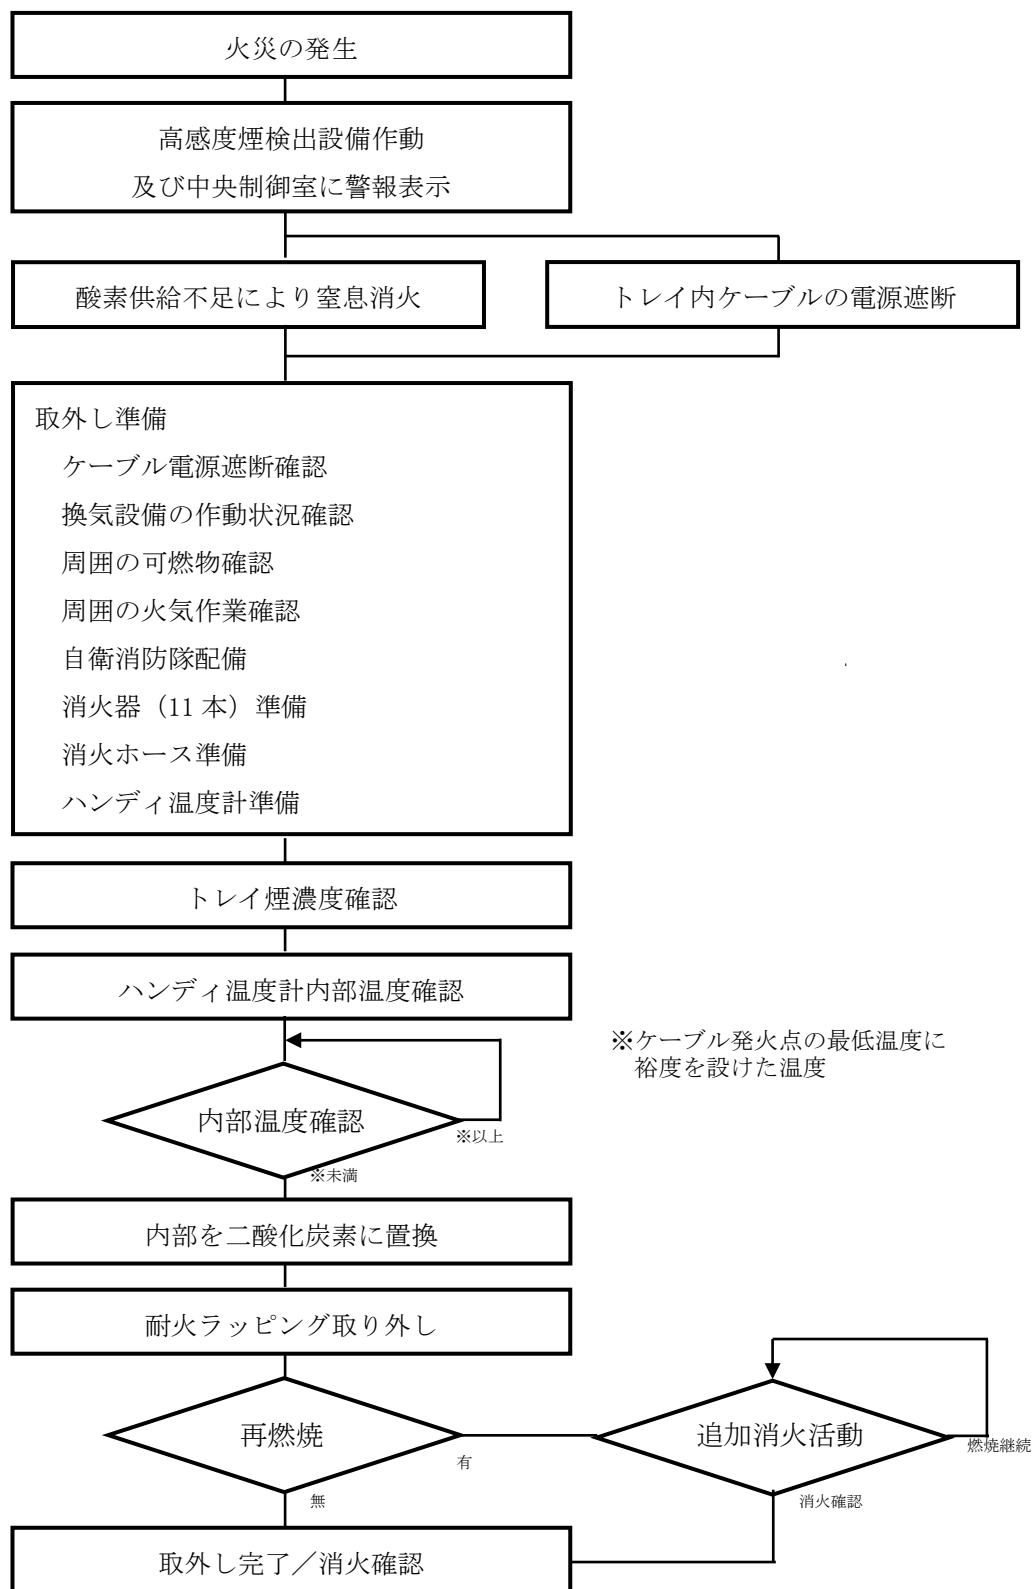 火災の発生
高感度煙検出設備作動
及び中央制御室に警報表示
酸素供給不足により窒息消火
トレイ内ケーブルの電源遮断
取外し準備
ケーブル電源遮断確認
換気設備の作動状況確認
周囲の可燃物確認
周囲の火気作業確認
自衛消防隊配備
消火器（11 本）準備
消火ホース準備
ハンディ温度計準備
トレイ煙濃度確認
ハンディ温度計内部温度確認
※ケーブル発火点の最低温度に
裕度を設けた温度
内部温度確認
※以上
※未満
内部を二酸化炭素に置換
耐火ラッピング取り外し
再燃焼
有
無
追加消火活動
燃焼継続
消火確認
取外し完了／消火確認